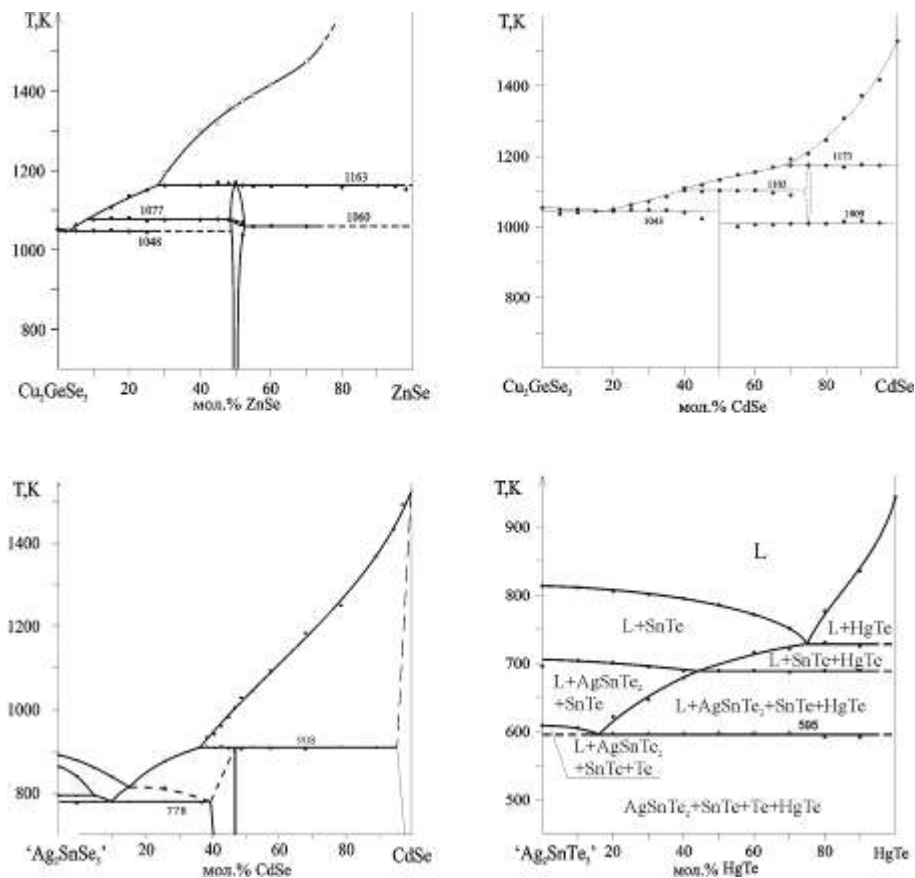 T,K
1400
1200
1000
800
1163
1077
1060
1048
Cu₂GeSe₃
20
40
60
80
ZnSe
мол.% ZnSe
T,K
1400
1200
1000
800
1173
1103
1043
Cu₂GeSe₃
20
40
60
80
CdSe
мол.% CdSe
T,K
1400
1200
1000
800
908
778
'Ag₂SnSe₃'
20
40
60
80
CdSe
мол.% CdSe
T,K
900
800
700
600
500
L
L+SnTe
L+HgTe
L+SnTe+HgTe
L+AgSnTe₂
+SnTe
L+AgSnTe₂+SnTe+HgTe
L+AgSnTe₂
+SnTe+Te
AgSnTe₂+SnTe+Te+HgTe
'Ag₂SnTe₃'
20
40
60
80
HgTe
мол.% HgTe